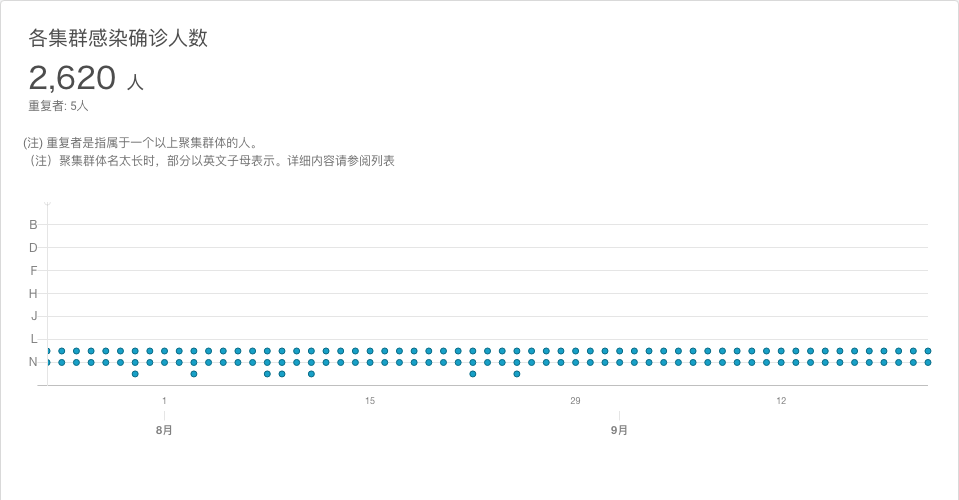 各集群感染确诊人数
2,620 人
重复者: 5人
(注) 重复者是指属于一个以上聚集群体的人。
（注）聚集群体名太长时，部分以英文子母表示。详细内容请参阅列表
B
D
F
H
J
L
N
1 15 29 12
8月 9月